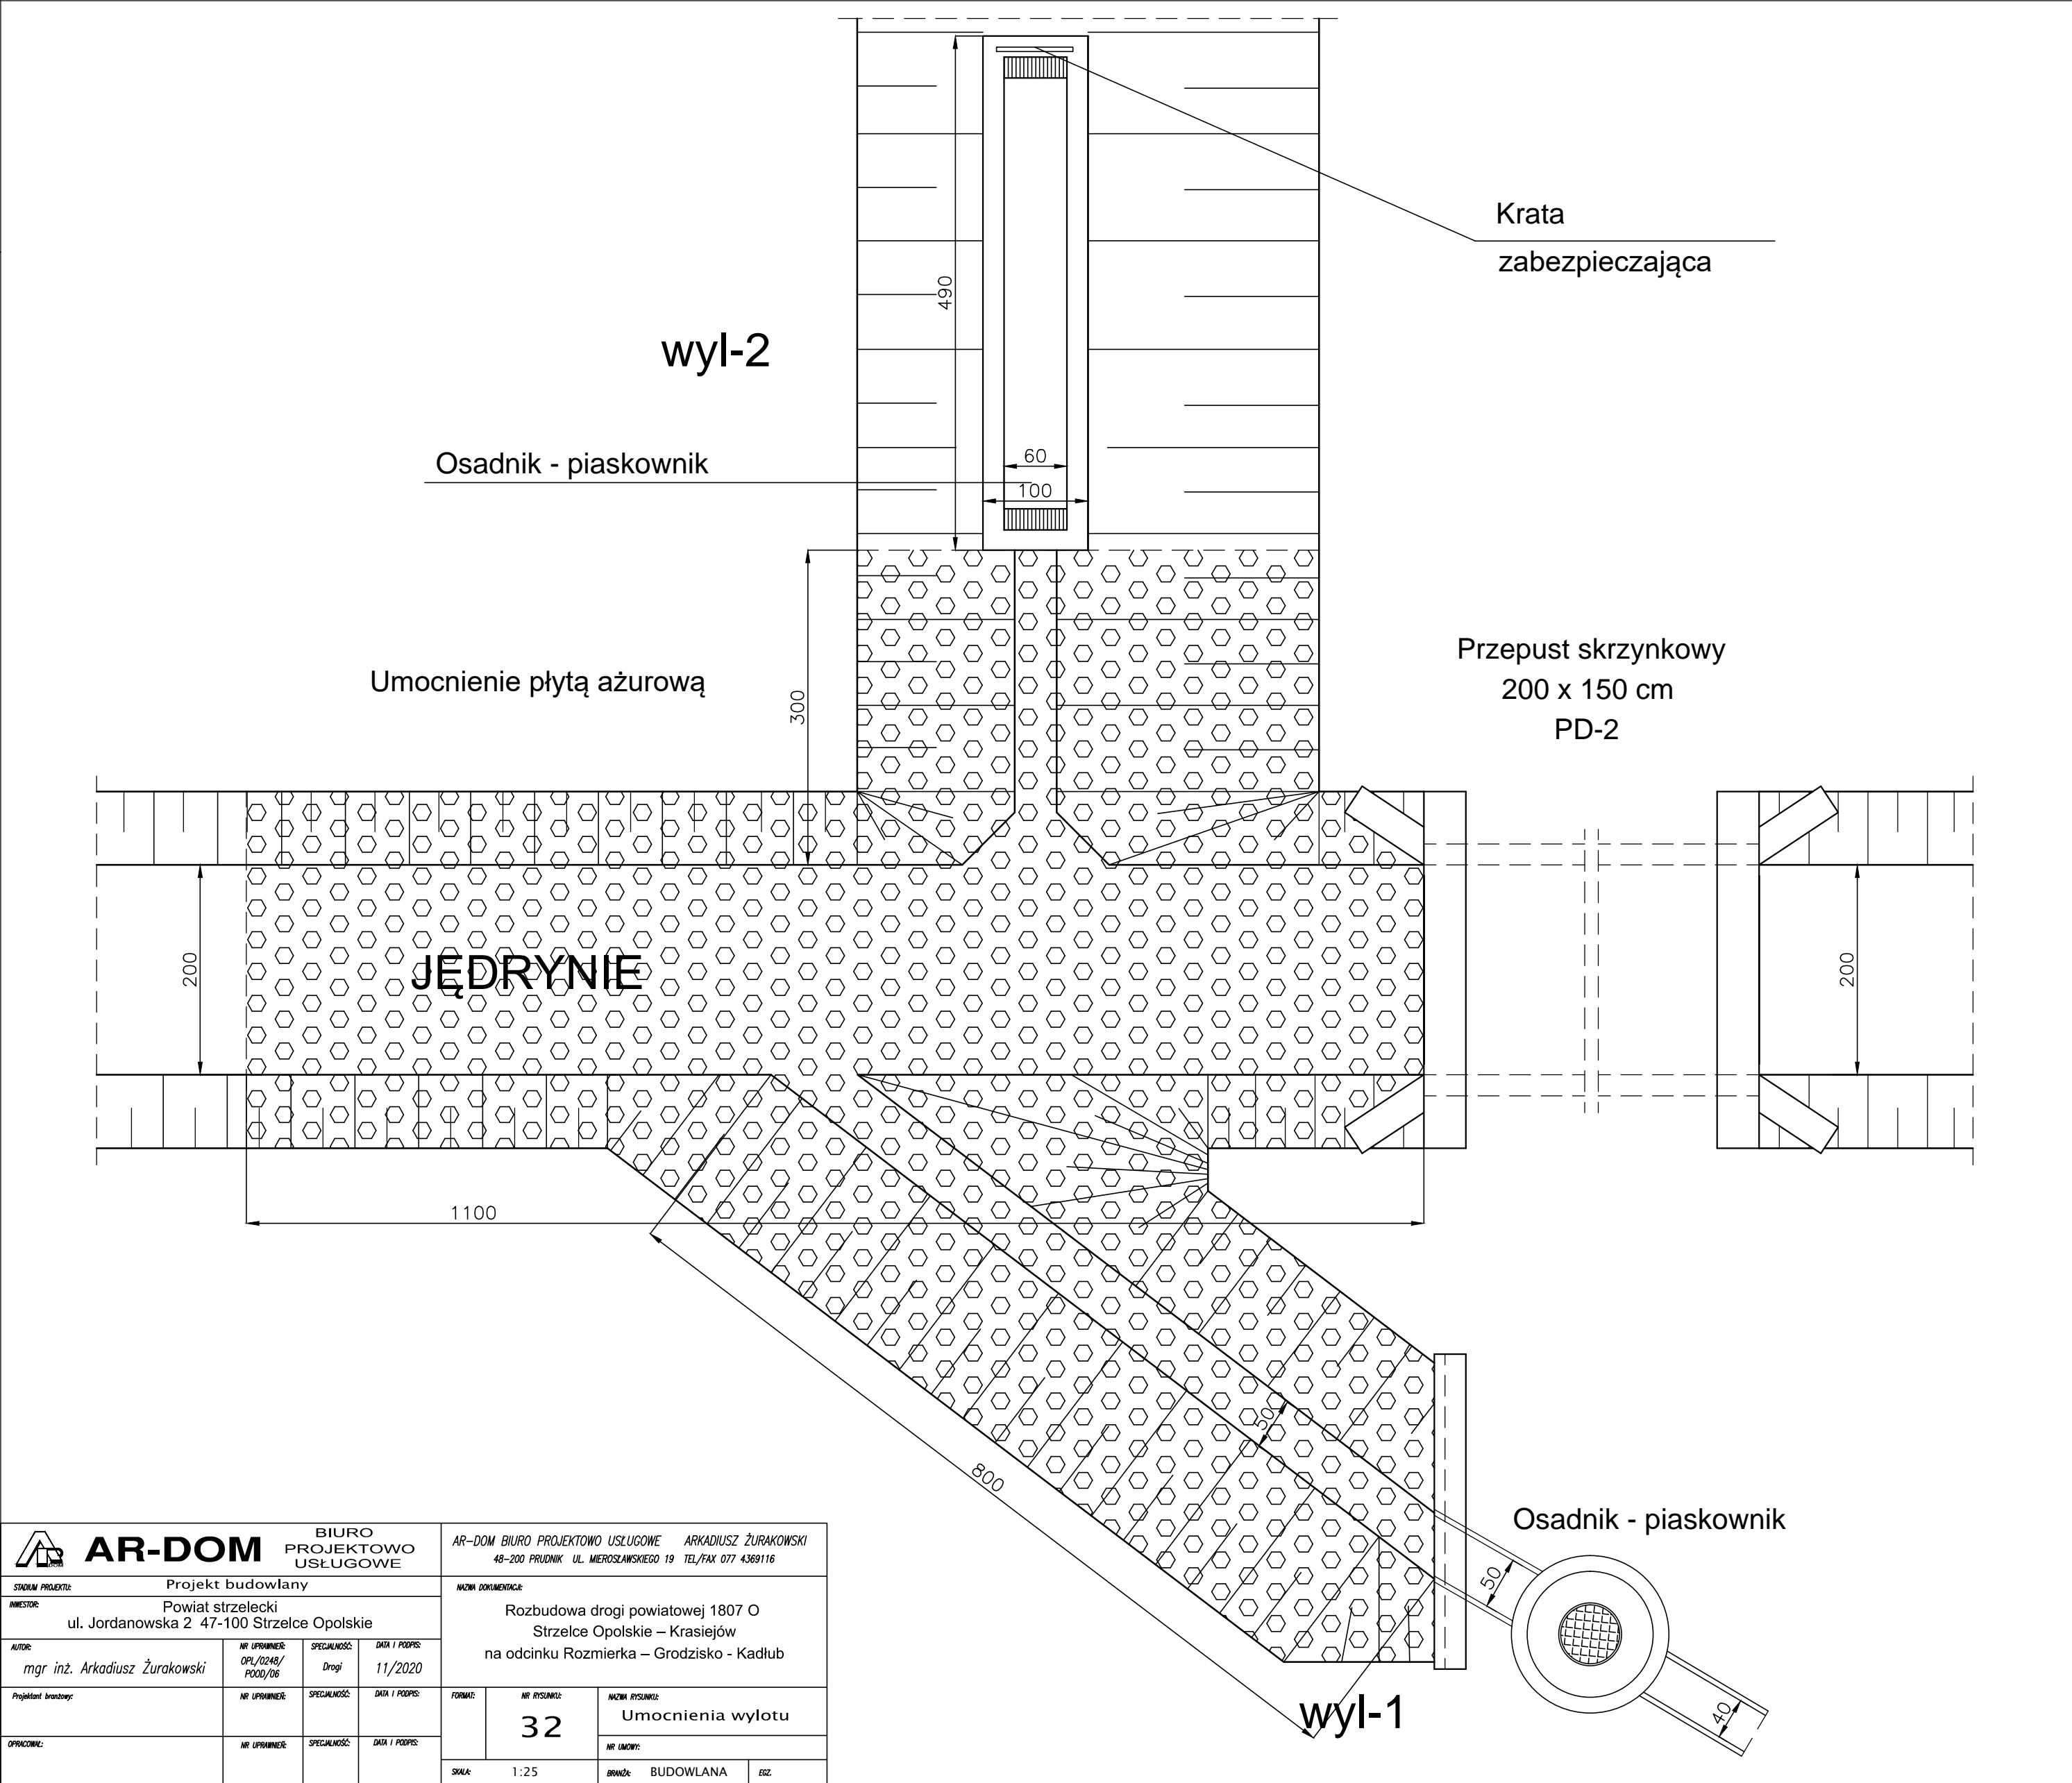 Krata
zabezpieczająca
490
wyl-2
Osadnik - piaskownik
60
100
Umocnienie płytą ażurową
300
Przepust skrzynkowy
200 x 150 cm
PD-2
200
JĘDRYNIE
200
1100
50
800
Osadnik - piaskownik
50
40
wyl-1
AR-DOM
BIURO
PROJEKTOWO
USŁUGOWE
AR-DOM BIURO PROJEKTOWO USŁUGOWE ARKADIUSZ ŻURAKOWSKI
48-200 PRUDNIK UL. MIEROSŁAWSKIEGO 19 TEL/FAX 077 4369116
STADIUM PROJEKTU: Projekt budowlany
INWESTOR: Powiat strzelecki
ul. Jordanowska 2 47-100 Strzelce Opolskie
NAZWA DOKUMENTACJI:
Rozbudowa drogi powiatowej 1807 O
Strzelce Opolskie – Krasiejów
na odcinku Rozmierka – Grodzisko - Kadłub
AUTOR: NR UPRAWNIEŃ: SPECJALNOŚĆ: DATA I PODPIS:
mgr inż. Arkadiusz Żurakowski OPL/0248/ POOD/06 Drogi 11/2020
Projektant branżowy: NR UPRAWNIEŃ: SPECJALNOŚĆ: DATA I PODPIS:
OPRACOWAŁ: NR UPRAWNIEŃ: SPECJALNOŚĆ: DATA I PODPIS:
FORMAT: NR RYSUNKU: NAZWA RYSUNKU:
32 Umocnienia wylotu
NR UMOWY:
SKALA: 1:25 BRANŻA: BUDOWLANA EGZ.